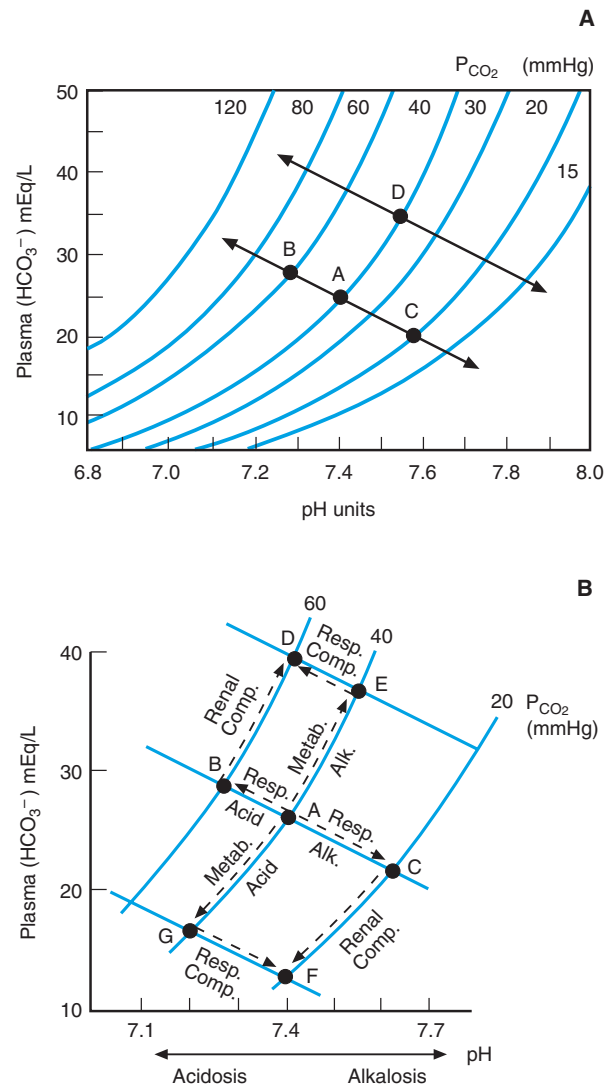 A
P_CO2 (mmHg)
50
120
80
60
40
30
20
15
40
D
Plasma (HCO₃⁻) mEq/L
30
B
A
C
20
10
6.8
7.0
7.2
7.4
7.6
7.8
8.0
pH units
B
60
D
Resp.
Comp.
40
40
E
Renal
Comp.
20
P_CO2
(mmHg)
Metab.
Alk.
Plasma (HCO₃⁻) mEq/L
30
B
Resp.
Acid
A
Resp.
Alk.
C
Metab.
Acid
20
G
Resp.
Comp.
F
Renal
Comp.
10
7.1
7.4
7.7
pH
Acidosis
Alkalosis